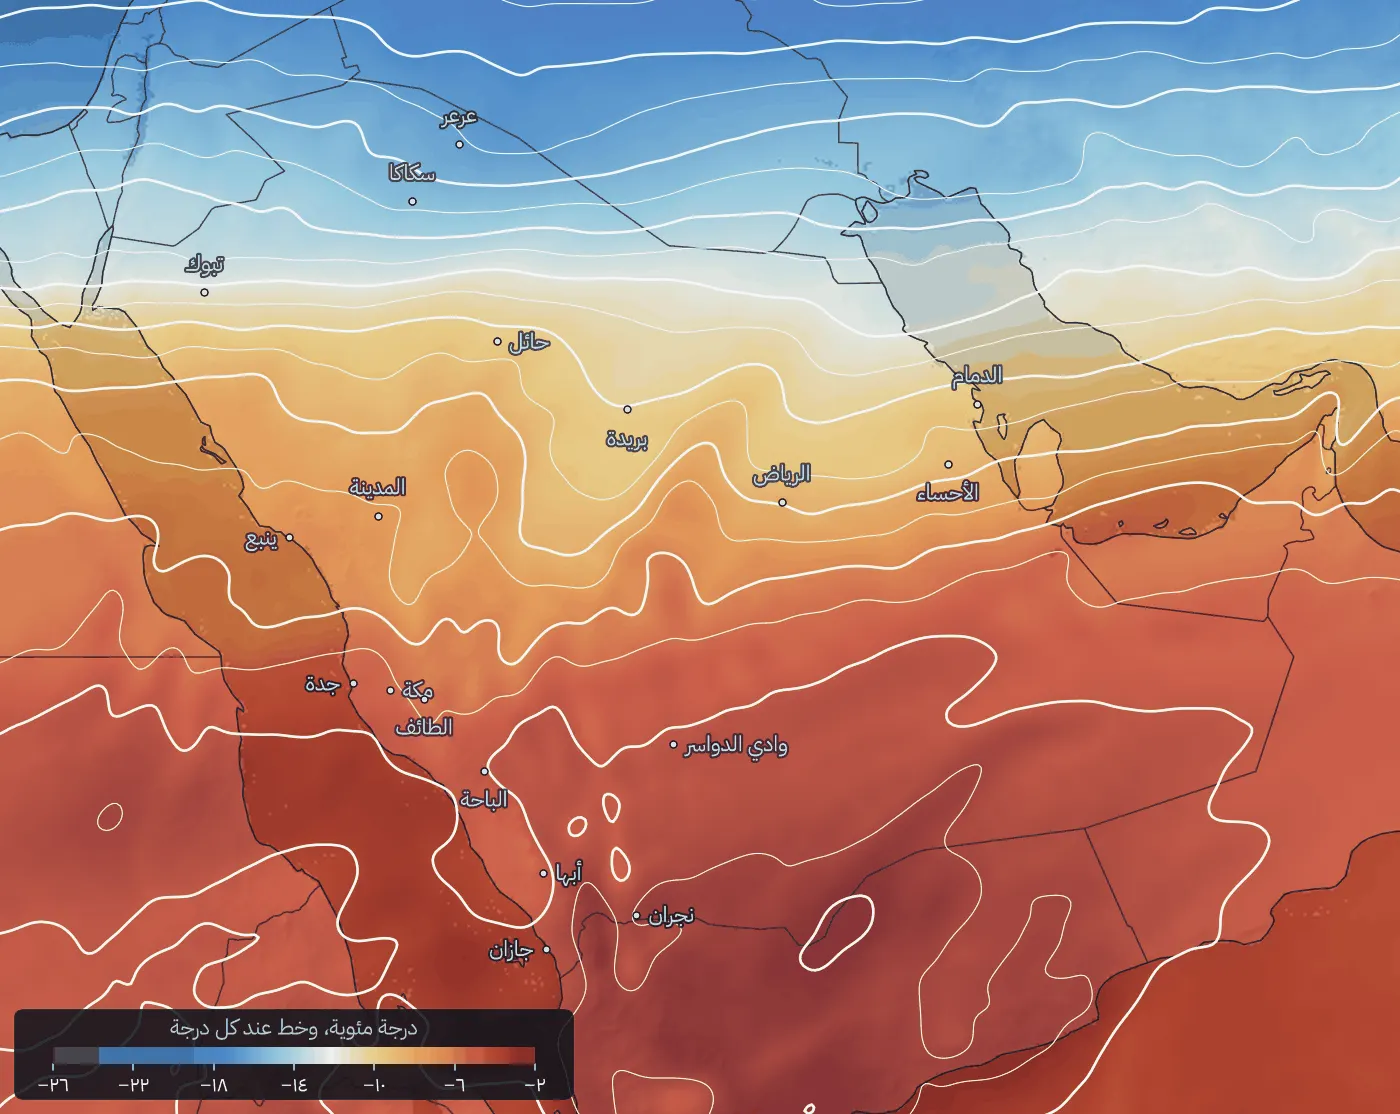 عرعر
سكاكا
تبوك
حائل
الدمام
بريدة
الرياض
الأحساء
المدينة
ينبع
جدة
مكة
الطائف
وادي الدواسر
الباحة
أبها
نجران
جازان
درجة مئوية، وخط عند كل درجة
−٢٦ −٢٢ −١٨ −١٤ −١٠ −٦ −٢